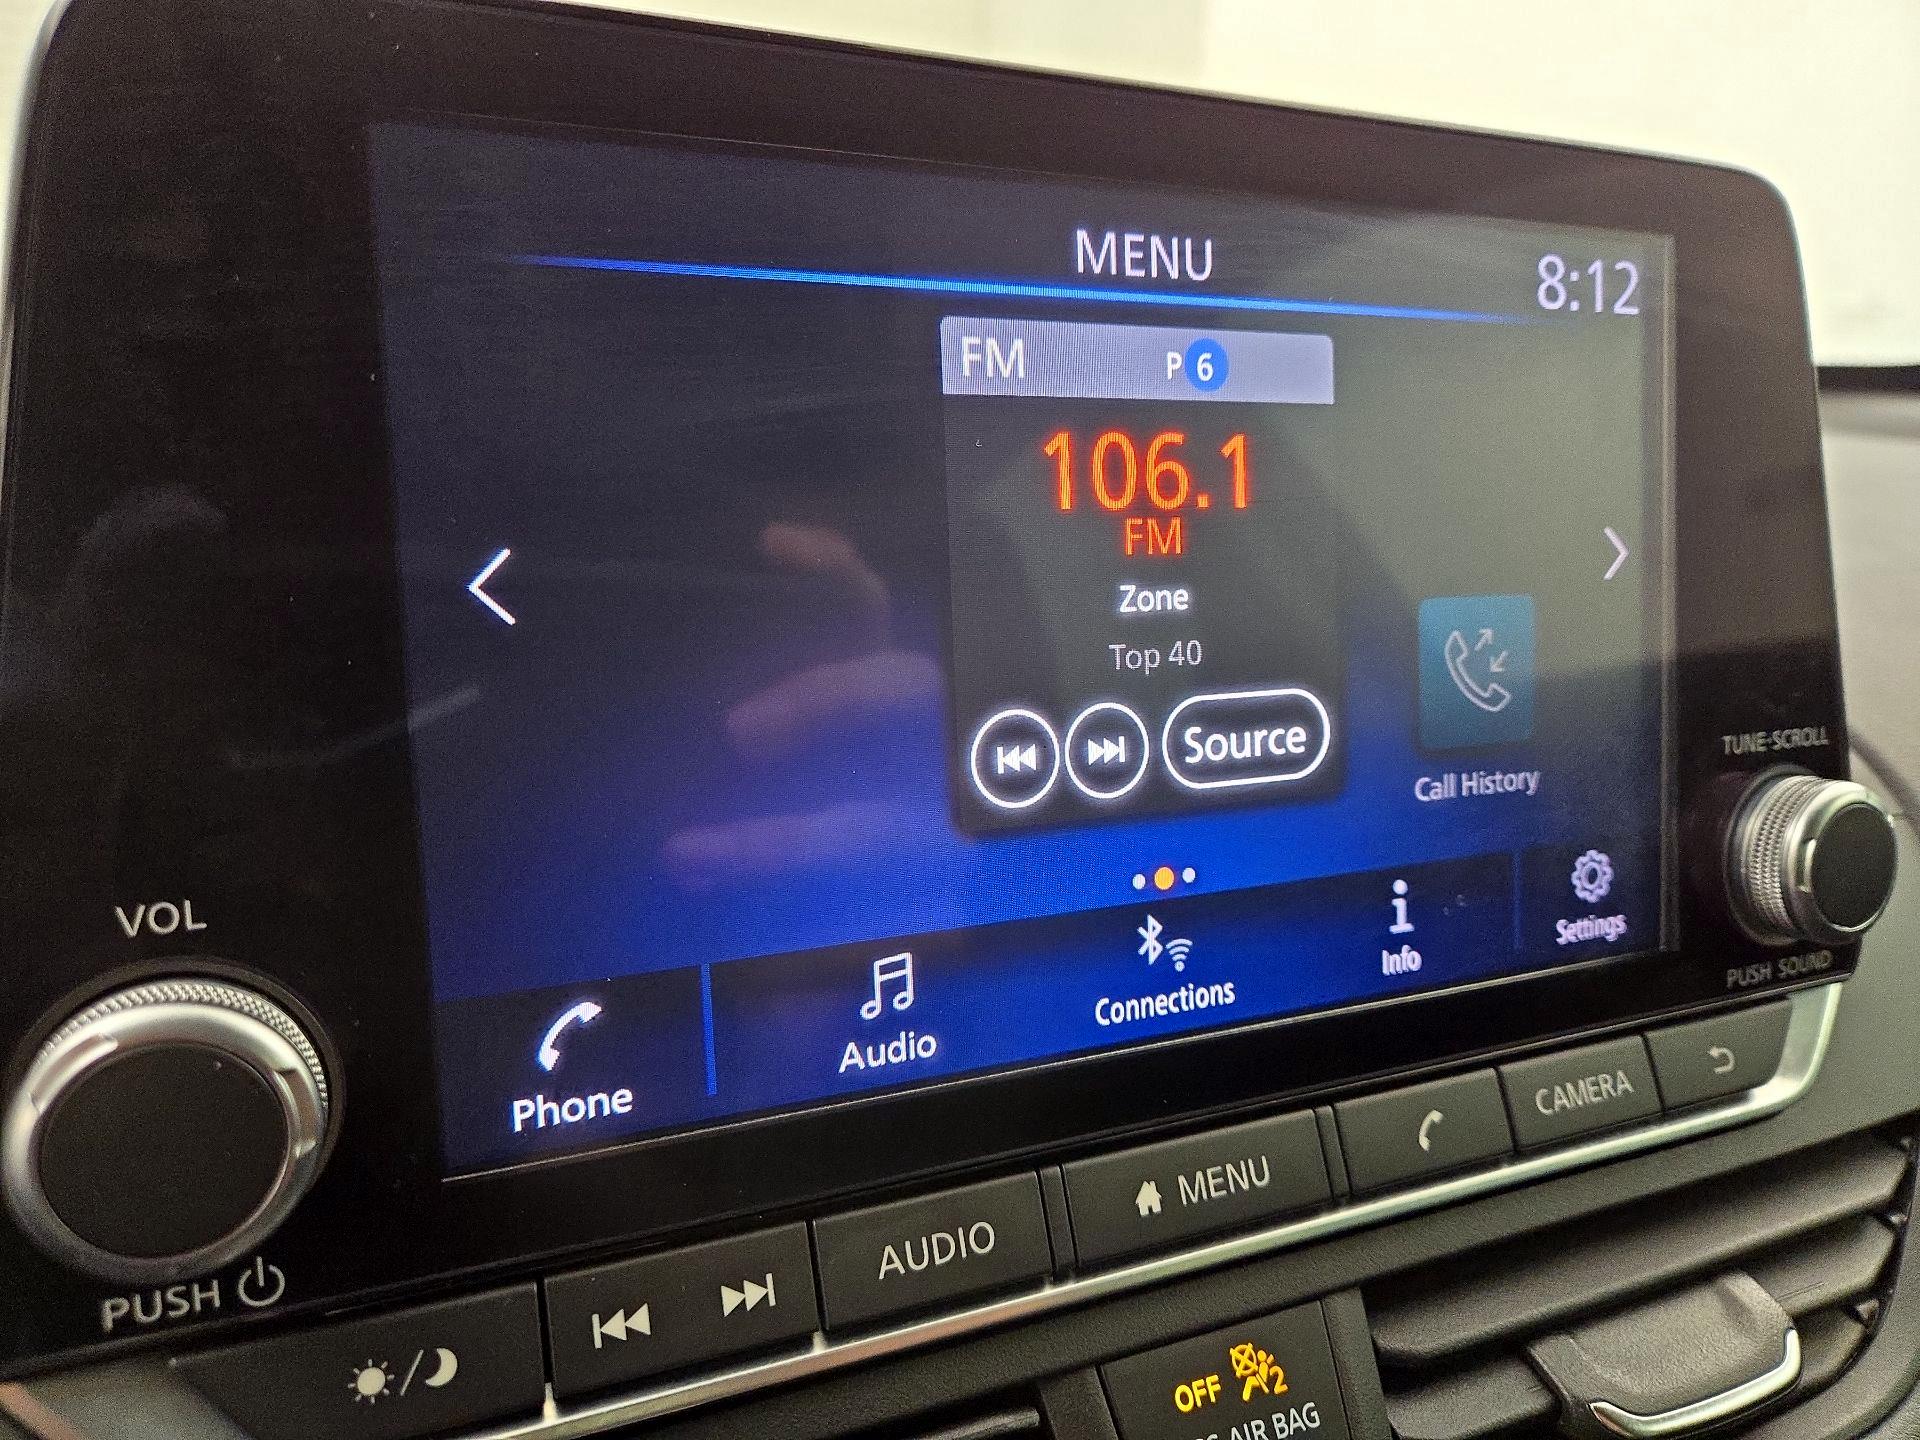 MENU
8:12
FM P 6
106.1
FM
Zone
Top 40
Source
Call History
Phone
Audio
Connections
Info
Settings
VOL
PUSH
TUNE·SCROLL
PUSH SOUND
AUDIO
MENU
CAMERA
OFF 2
AIR BAG